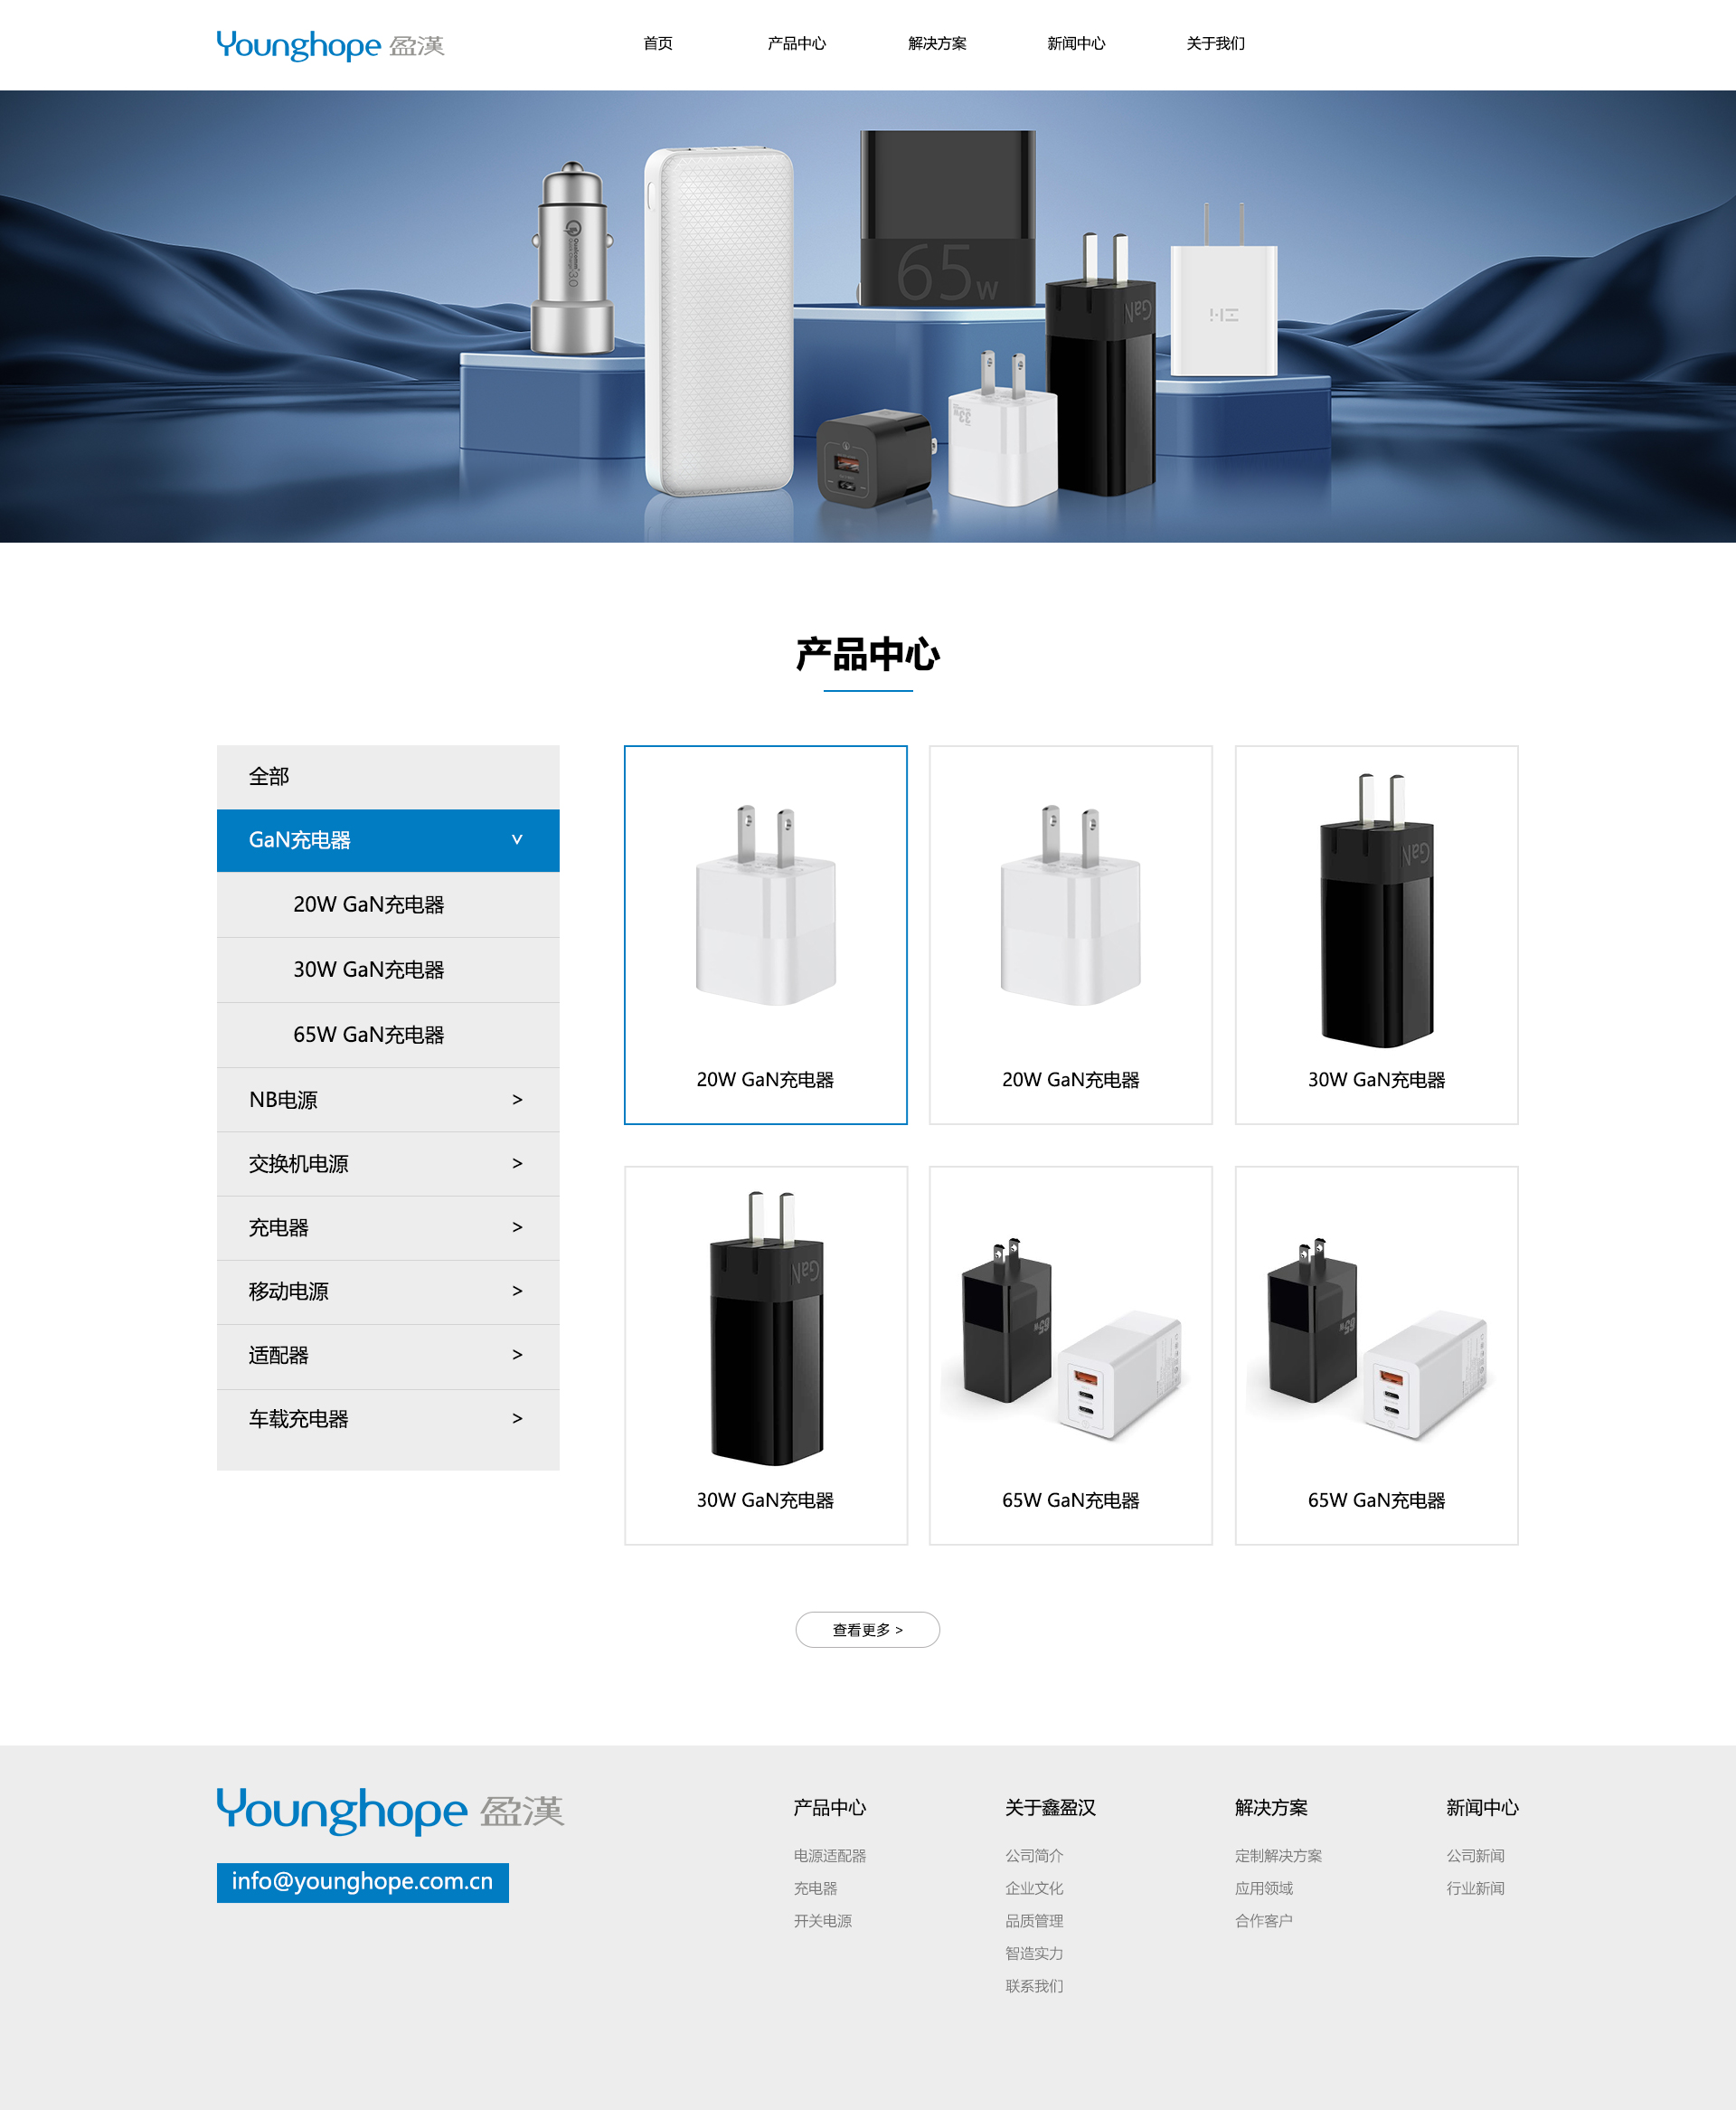 Younghope 盈漢
首页
产品中心
解决方案
新闻中心
关于我们
3.0
65W
GaN
33W
产品中心
全部
GaN充电器 >
20W GaN充电器
30W GaN充电器
65W GaN充电器
NB电源 >
交换机电源 >
充电器 >
移动电源 >
适配器 >
车载充电器 >
GaN
20W GaN充电器
20W GaN充电器
30W GaN充电器
GaN
65W
65W
30W GaN充电器
65W GaN充电器
65W GaN充电器
查看更多 >
Younghope 盈漢
info@younghope.com.cn
产品中心
电源适配器
充电器
开关电源
关于鑫盈汉
公司简介
企业文化
品质管理
智造实力
联系我们
解决方案
定制解决方案
应用领域
合作客户
新闻中心
公司新闻
行业新闻